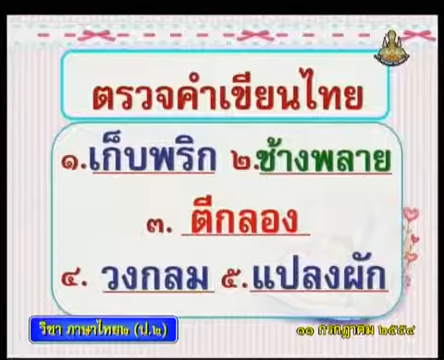 ตรวจคำเขียนไทย
๑.เก็บพริก ๒.ช้างพลาย
๓. ตีกลอง
๔. วงกลม ๕.แปลงผัก
วิชา ภาษาไทย๒ (ป.๒)
๑๑ กรกฎาคม ๒๕๕๔